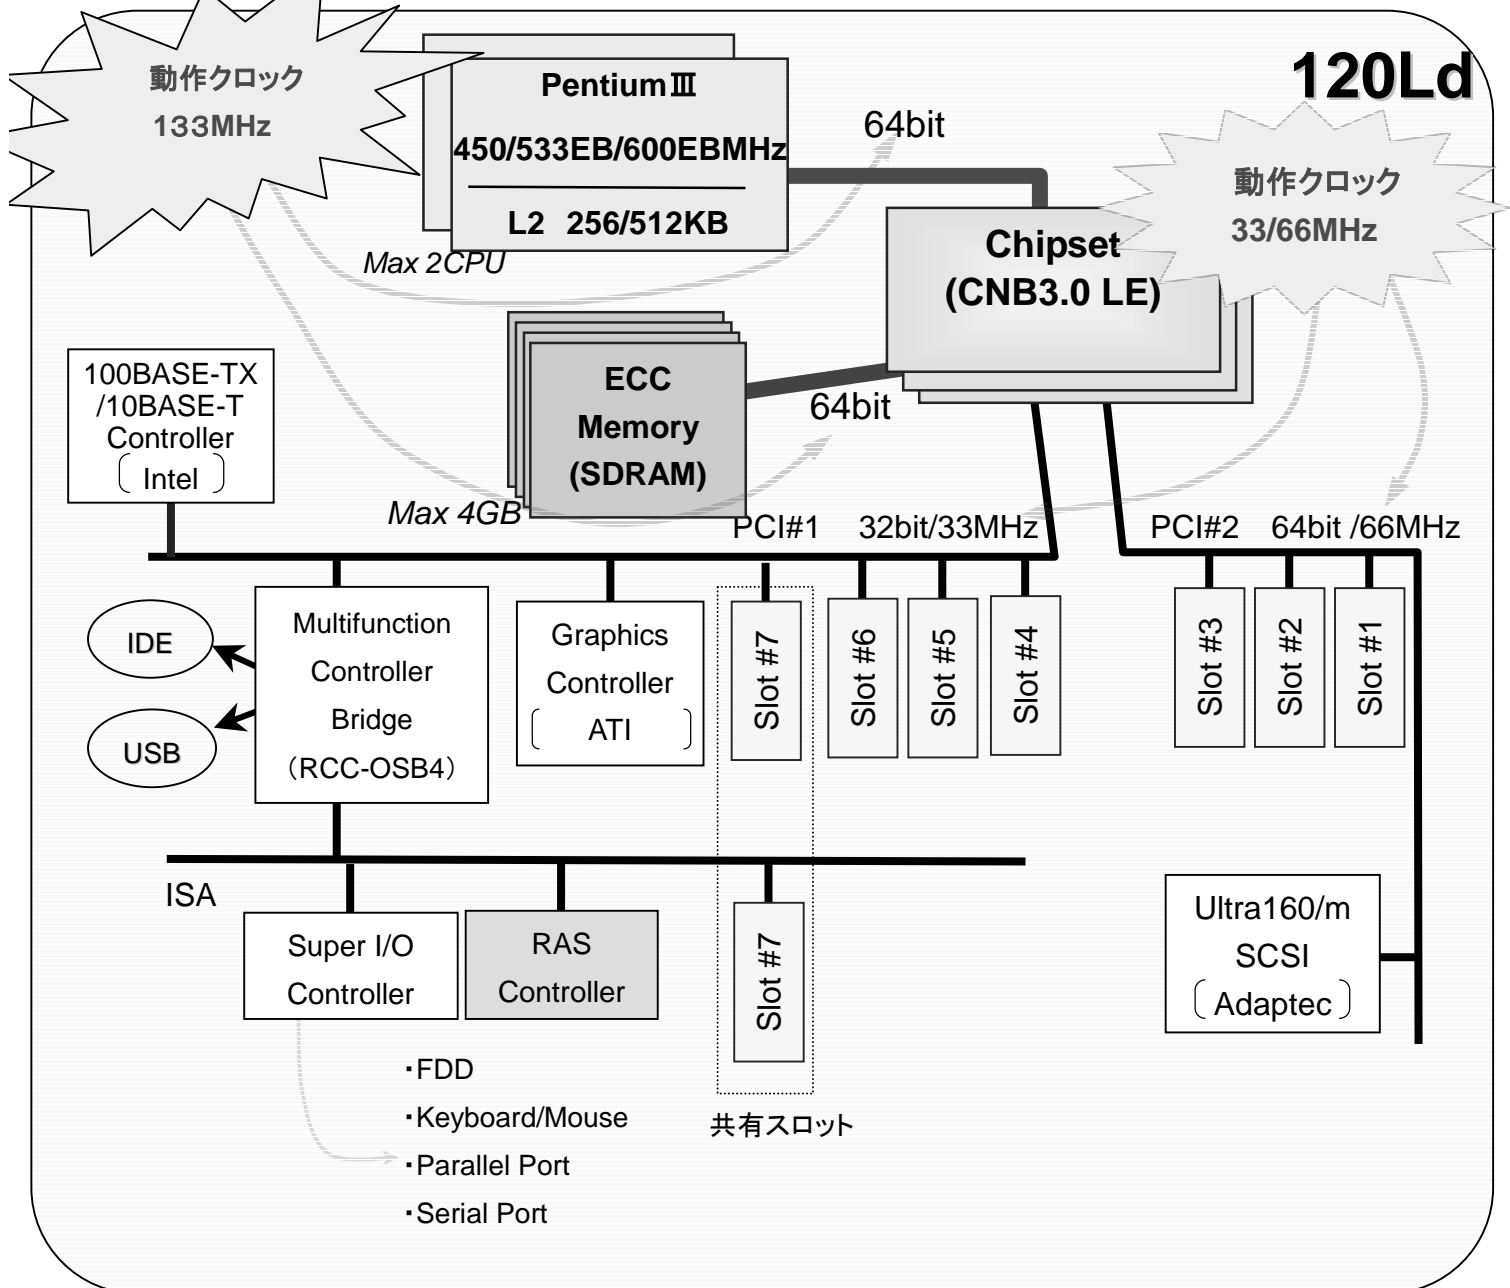 120Ld
動作クロック
133MHz
PentiumⅢ
450/533EB/600EBMHz
L2 256/512KB
Max 2CPU
64bit
動作クロック
33/66MHz
Chipset
(CNB3.0 LE)
ECC
Memory
(SDRAM)
Max 4GB
64bit
100BASE-TX
/10BASE-T
Controller
Intel
PCI#1 32bit/33MHz
PCI#2 64bit /66MHz
IDE
USB
Multifunction
Controller
Bridge
（RCC-OSB4）
Graphics
Controller
ATI
Slot #7
Slot #6
Slot #5
Slot #4
Slot #3
Slot #2
Slot #1
ISA
Super I/O
Controller
RAS
Controller
Slot #7
Ultra160/m
SCSI
Adaptec
・FDD
・Keyboard/Mouse
・Parallel Port
・Serial Port
共有スロット